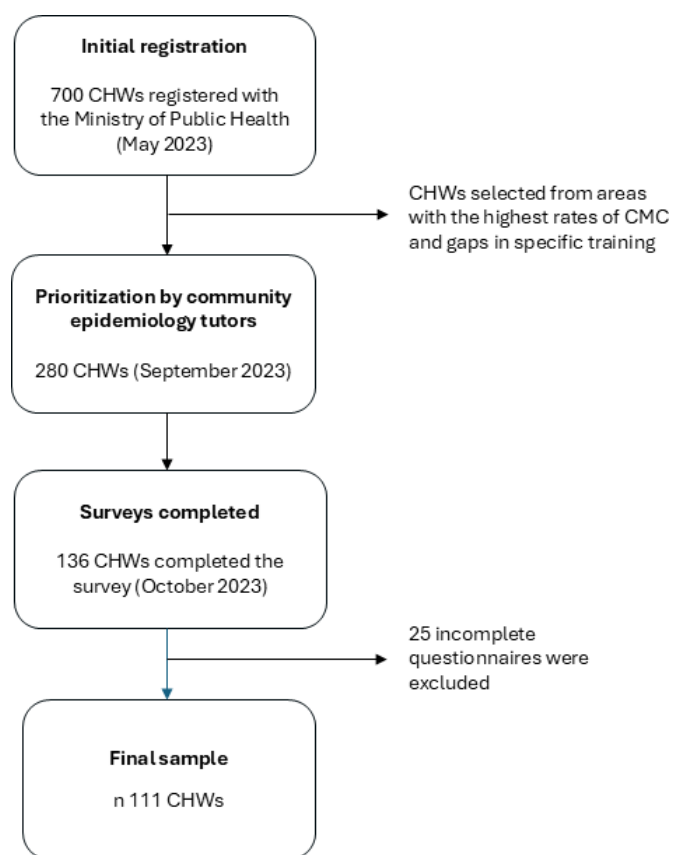 Initial registration
700 CHWs registered with
the Ministry of Public Health
(May 2023)
CHWs selected from areas
with the highest rates of CMC
and gaps in specific training
Prioritization by community
epidemiology tutors
280 CHWs (September 2023)
Surveys completed
136 CHWs completed the
survey (October 2023)
25 incomplete
questionnaires were
excluded
Final sample
n 111 CHWs